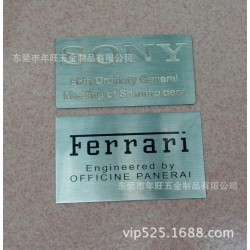 SONY
东莞市年旺五金制品有限公司
60th Ordinary General
Meeting of Shareholders
Ferrari
Engineered by
OFFICINE PANERAI
东莞市年旺五金制品有限公司
vip525.1688.com